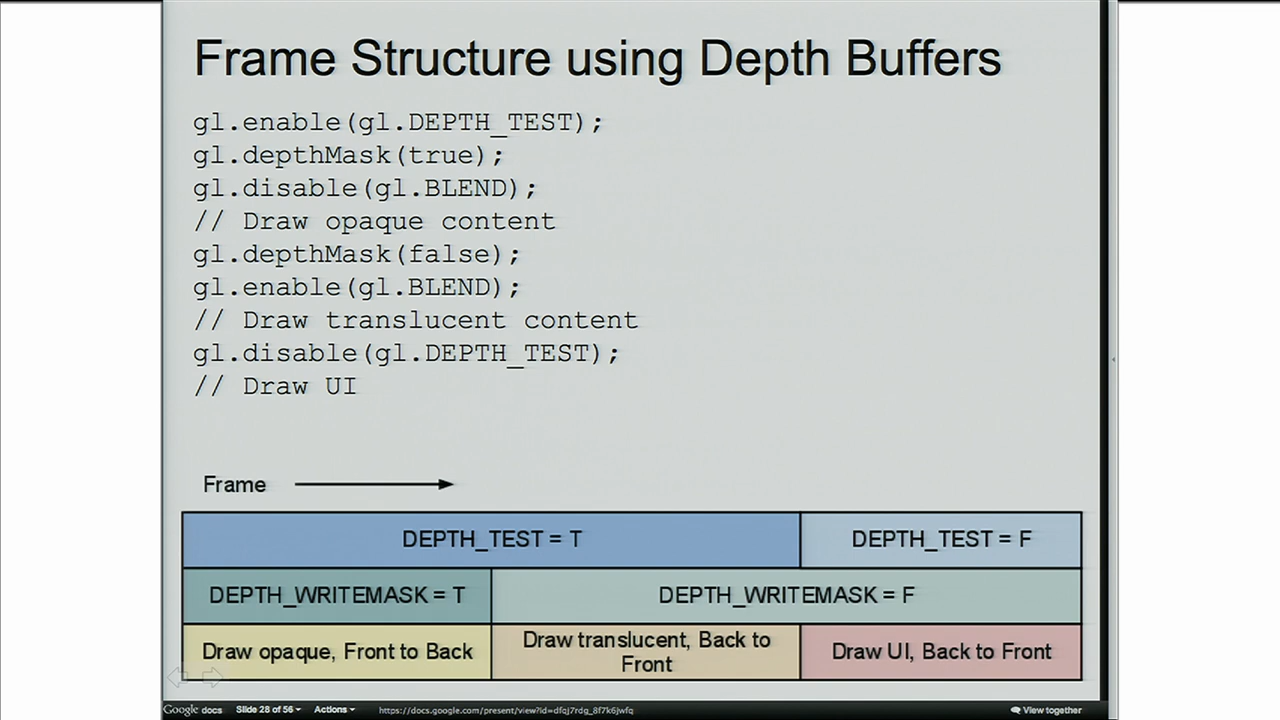 Frame Structure using Depth Buffers
gl.enable(gl.DEPTH_TEST);
gl.depthMask(true);
gl.disable(gl.BLEND);
// Draw opaque content
gl.depthMask(false);
gl.enable(gl.BLEND);
// Draw translucent content
gl.disable(gl.DEPTH_TEST);
// Draw UI
Frame
DEPTH_TEST = T
DEPTH_TEST = F
DEPTH_WRITEMASK = T
DEPTH_WRITEMASK = F
Draw opaque, Front to Back
Draw translucent, Back to
Front
Draw UI, Back to Front
Google docs
Slide 28 of 56
Actions
https://docs.google.com/present/view?id=dfqj7rdg_8f7k6jwfq
View together